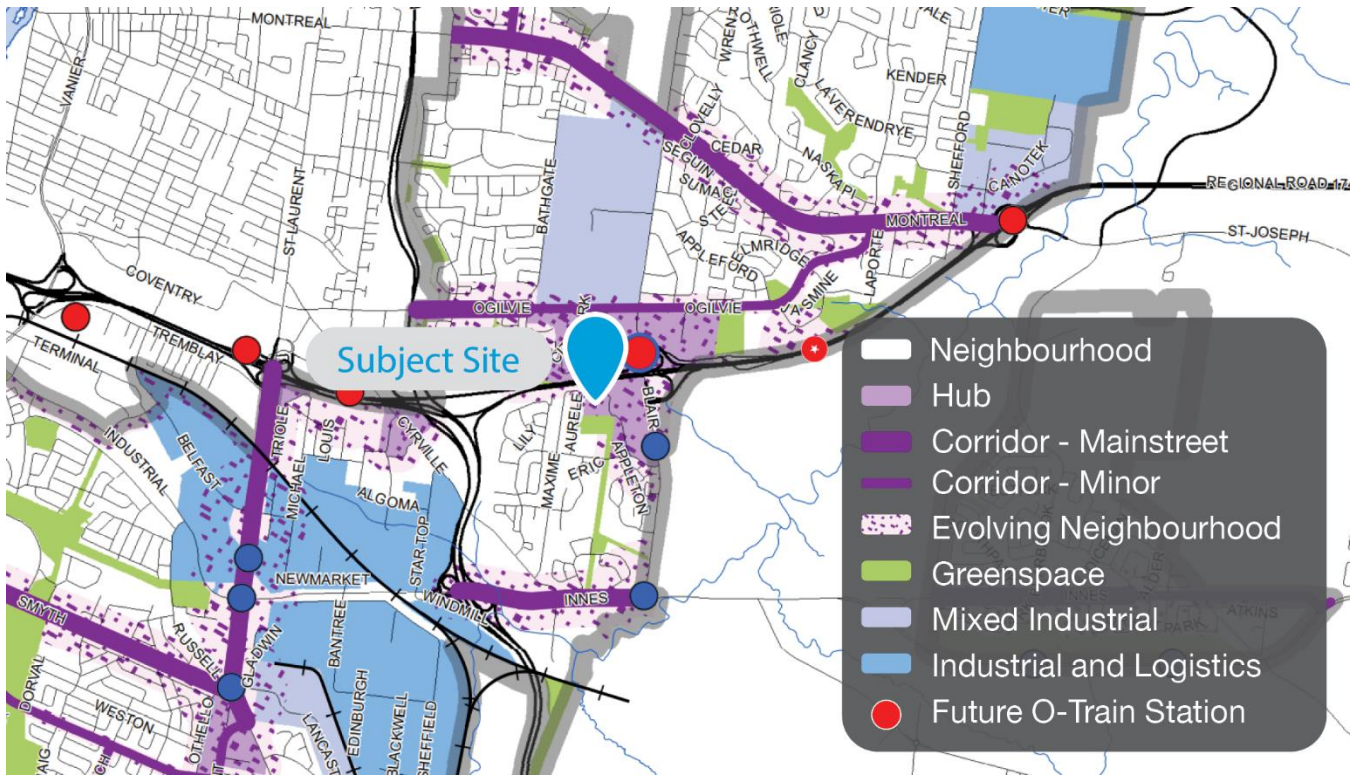 MONTREAL
VANIER
ST-LAURENT
BATHGATE
CLOVELLY
CEDAR
SEGUIN
SUMAC
STEEL
ELMRIDGE
APPLEFORD
CLANCY
KENDER
LAVERENDRYE
NASKAPI
SHEFFORD
CANOTEK
REGIONAL ROAD 174
MONTREAL
ST-JOSEPH
LAPORTE
JASMINE
COVENTRY
OGILVIE
OGILVIE
TREMBLAY
TERMINAL
Subject Site
BLAIR
AURELE
LILY
MAXIME
ERIC
APPLETON
CYRVILLE
TRIOLE
LOUIS
MICHAEL
BELFAST
INDUSTRIAL
ALGOMA
STAR TOP
NEWMARKET
WINDMILL
INNES
INNES
ATKINS
SMYTH
RUSSELL
GLADWIN
BANTREE
DORVAL
WESTON
OTHELLO
LANCAST
EDINBURGH
BLACKWELL
SHEFFIELD
Neighbourhood
Hub
Corridor - Mainstreet
Corridor - Minor
Evolving Neighbourhood
Greenspace
Mixed Industrial
Industrial and Logistics
Future O-Train Station